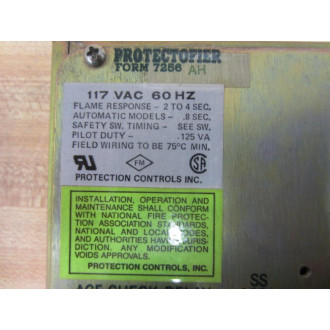 PROTECTOFIER
FORM 7256 AH
117 VAC 60 HZ
FLAME RESPONSE - 2 TO 4 SEC.
AUTOMATIC MODELS - .8 SEC.
SAFETY SW. TIMING - SEE SW.
PILOT DUTY - .125 VA
FIELD WIRING TO BE 75°C MIN.
FM
PROTECTION CONTROLS INC.
INSTALLATION, OPERATION AND
MAINTENANCE SHALL CONFORM
WITH NATIONAL FIRE PROTEC-
TION ASSOCIATION STANDARDS,
NATIONAL AND LOCAL CODES,
AND AUTHORITIES HAVING JURIS-
DICTION. ANY MODIFICATION
VOIDS APPROVALS.
PROTECTION CONTROLS, INC.
SS